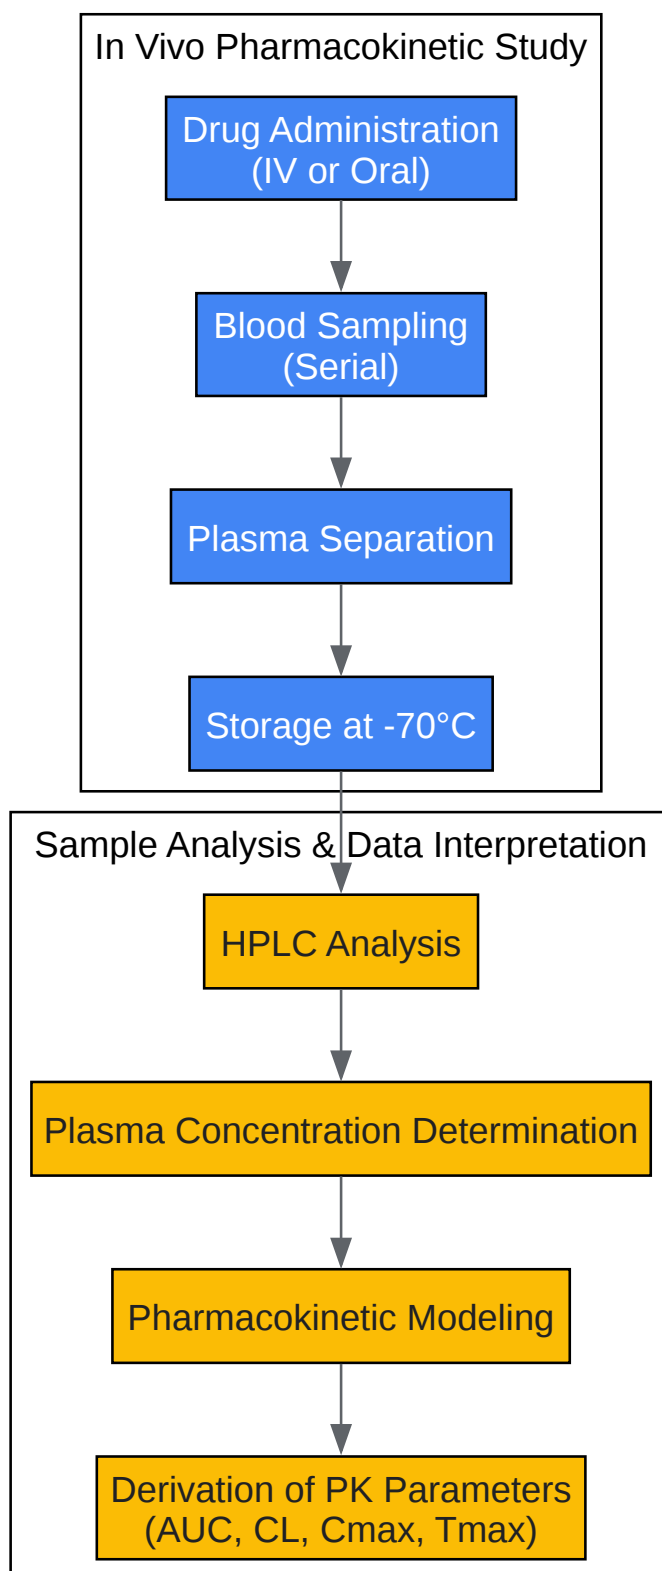 In Vivo Pharmacokinetic Study
Drug Administration
(IV or Oral)
Blood Sampling
(Serial)
Plasma Separation
Storage at -70°C
Sample Analysis & Data Interpretation
HPLC Analysis
Plasma Concentration Determination
Pharmacokinetic Modeling
Derivation of PK Parameters
(AUC, CL, Cmax, Tmax)